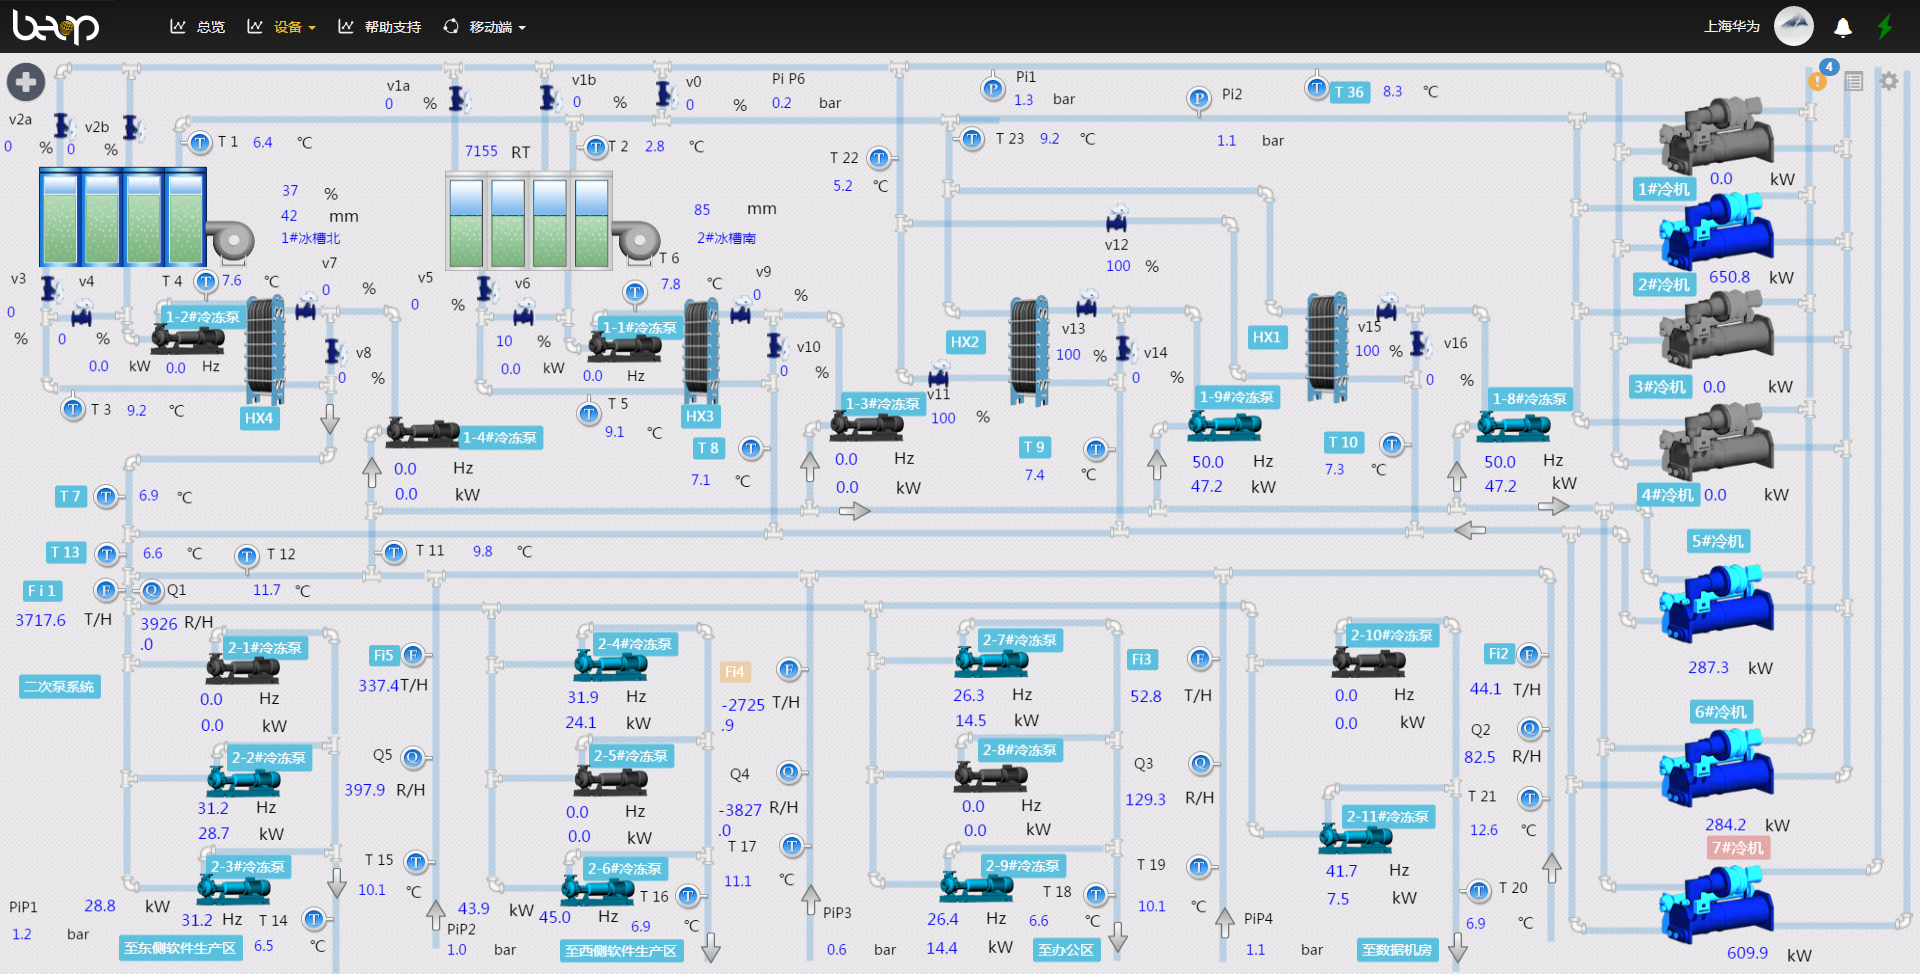 beop 总览 设备 帮助支持 移动端 上海华为
4
v2a
0 %
v2b
0 %
T 1 6.4 ℃
v1a
0 %
v1b
0 %
v0
0 %
Pi P6
0.2 bar
Pi1
1.3 bar
Pi2
1.1 bar
T 36 8.3 ℃
7155 RT
T 2 2.8 ℃
T 22
5.2 ℃
T 23 9.2 ℃
37 %
42 mm
1#冰槽北
85 mm
2#冰槽南
1#冷机 0.0 kW
2#冷机 650.8 kW
3#冷机 0.0 kW
4#冷机 0.0 kW
5#冷机
287.3 kW
6#冷机
284.2 kW
7#冷机
609.9 kW
v3
0
%
v4
0 %
T 4 7.6 ℃
v7
0 %
v5
0 %
v6
10 %
T 6
7.8 ℃
v9
0 %
v12
100 %
1-2#冷冻泵
0.0 kW 0.0 Hz
v8
0 %
1-1#冷冻泵
0.0 kW
0.0 Hz
v10
0 %
HX2
v13
100 %
v14
0 %
HX1
v15
100 %
v16
0 %
T 3 9.2 ℃
HX4
1-4#冷冻泵
0.0 Hz
0.0 kW
T 5
9.1 ℃
HX3
T 8
7.1 ℃
1-3#冷冻泵
0.0 Hz
0.0 kW
v11
100 %
T 9
7.4 ℃
1-9#冷冻泵
50.0 Hz
47.2 kW
T 10
7.3 ℃
1-8#冷冻泵
50.0 Hz
47.2 kW
T 7 6.9 ℃
T 13 6.6 ℃
T 12
11.7 ℃
T 11 9.8 ℃
Fi1
3717.6 T/H
Q1
3926 R/H
.0
二次泵系统
2-1#冷冻泵
0.0 Hz
0.0 kW
2-2#冷冻泵
31.2 Hz
28.7 kW
2-3#冷冻泵
28.8 kW
31.2 Hz
PiP1
1.2 bar
至东侧软件生产区
T 14
6.5 ℃
Fi5
337.4 T/H
Q5
397.9 R/H
T 15
10.1 ℃
PiP2
1.0 bar
2-4#冷冻泵
31.9 Hz
24.1 kW
2-5#冷冻泵
0.0 Hz
0.0 kW
2-6#冷冻泵
43.9 kW
45.0 Hz
T 16
6.9 ℃
至西侧软件生产区
Fi4
-2725 T/H
.9
Q4
-3827 R/H
.0
T 17
11.1 ℃
PiP3
0.6 bar
2-7#冷冻泵
26.3 Hz
14.5 kW
2-8#冷冻泵
0.0 Hz
0.0 kW
2-9#冷冻泵
26.4 Hz
14.4 kW
T 18
6.6 ℃
至办公区
Fi3
52.8 T/H
Q3
129.3 R/H
T 19
10.1 ℃
PiP4
1.1 bar
2-10#冷冻泵
0.0 Hz
0.0 kW
2-11#冷冻泵
41.7 Hz
7.5 kW
至数据机房
Fi2
44.1 T/H
Q2
82.5 R/H
T 21
12.6 ℃
T 20
6.9 ℃